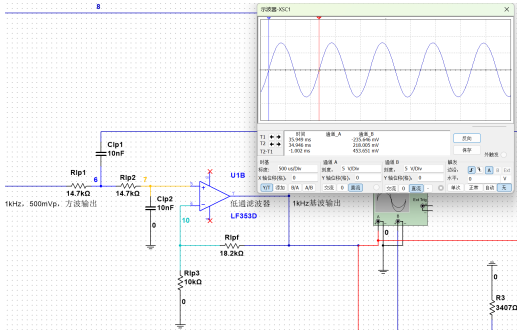 8
示波器-XSC1
时间
通道_A
通道_B
T1
35.949 ms
-235.646 mV
T2
34.946 ms
218.005 mV
T2-T1
-1.002 ms
453.651 mV
反向
保存
外触发
时基
标度: 500 us/Div
X 轴位移(格): 0
Y/T 添加 B/A A/B
通道 A
刻度: 5 V/Div
Y 轴位移(格): 0
交流 0 直流
通道 B
刻度: 5 V/Div
Y 轴位移(格): 0
交流 0 直流 -
触发
边沿: A B Ext
水平: 0 V
单次 正常 自动 无
Clp1
10nF
Rlp1
14.7kΩ
6
Rlp2
14.7kΩ
7
1kHz，500mVp，方波输出
Clp2
10nF
0
U1B
低通滤波器
LF353D
1kHz基波输出
Ext Trig
A
B
10
Rlpf
18.2kΩ
0
Rlp3
10kΩ
0
0
R3
3407Ω